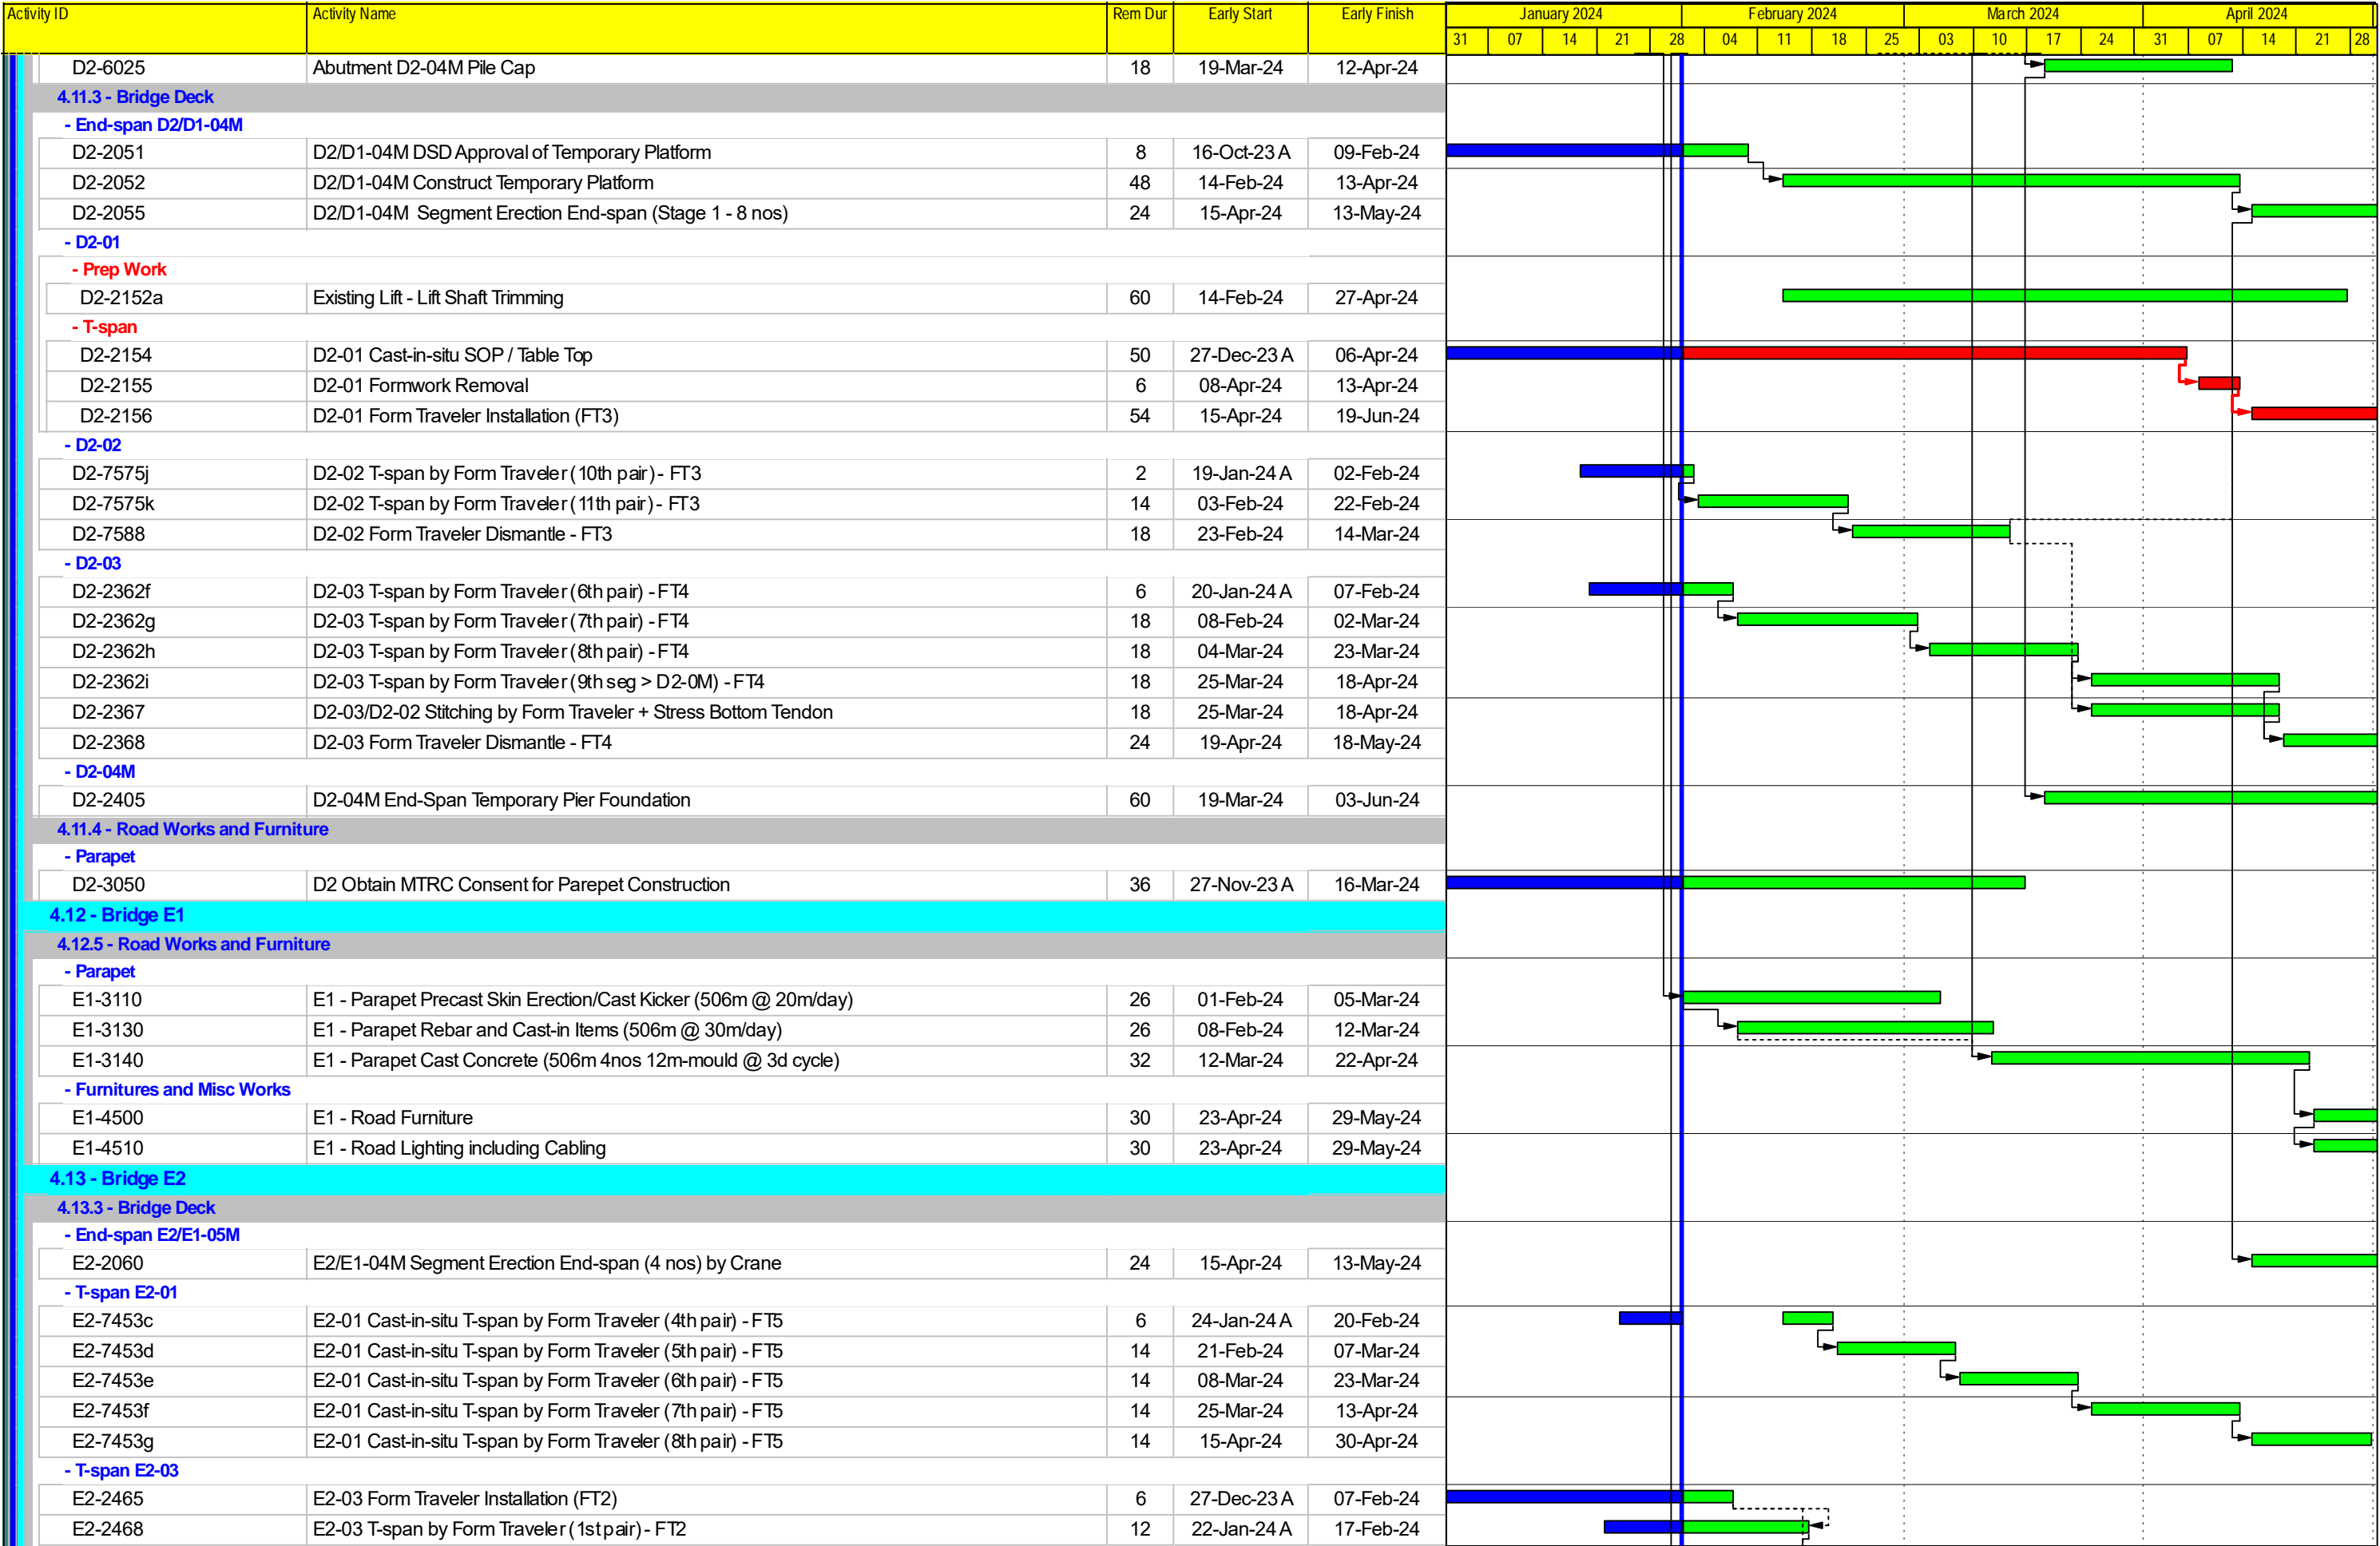 Activity ID Activity Name Rem Dur Early Start Early Finish January 2024 February 2024 March 2024 April 2024
31 07 14 21 28 04 11 18 25 03 10 17 24 31 07 14 21 28
D2-6025 Abutment D2-04M Pile Cap 18 19-Mar-24 12-Apr-24
4.11.3 - Bridge Deck
- End-span D2/D1-04M
D2-2051 D2/D1-04M DSD Approval of Temporary Platform 8 16-Oct-23 A 09-Feb-24
D2-2052 D2/D1-04M Construct Temporary Platform 48 14-Feb-24 13-Apr-24
D2-2055 D2/D1-04M Segment Erection End-span (Stage 1 - 8 nos) 24 15-Apr-24 13-May-24
- D2-01
- Prep Work
D2-2152a Existing Lift - Lift Shaft Trimming 60 14-Feb-24 27-Apr-24
- T-span
D2-2154 D2-01 Cast-in-situ SOP / Table Top 50 27-Dec-23 A 06-Apr-24
D2-2155 D2-01 Formwork Removal 6 08-Apr-24 13-Apr-24
D2-2156 D2-01 Form Traveler Installation (FT3) 54 15-Apr-24 19-Jun-24
- D2-02
D2-7575j D2-02 T-span by Form Traveler (10th pair) - FT3 2 19-Jan-24 A 02-Feb-24
D2-7575k D2-02 T-span by Form Traveler (11th pair) - FT3 14 03-Feb-24 22-Feb-24
D2-7588 D2-02 Form Traveler Dismantle - FT3 18 23-Feb-24 14-Mar-24
- D2-03
D2-2362f D2-03 T-span by Form Traveler (6th pair) - FT4 6 20-Jan-24 A 07-Feb-24
D2-2362g D2-03 T-span by Form Traveler (7th pair) - FT4 18 08-Feb-24 02-Mar-24
D2-2362h D2-03 T-span by Form Traveler (8th pair) - FT4 18 04-Mar-24 23-Mar-24
D2-2362i D2-03 T-span by Form Traveler (9th seg > D2-0M) - FT4 18 25-Mar-24 18-Apr-24
D2-2367 D2-03/D2-02 Stitching by Form Traveler + Stress Bottom Tendon 18 25-Mar-24 18-Apr-24
D2-2368 D2-03 Form Traveler Dismantle - FT4 24 19-Apr-24 18-May-24
- D2-04M
D2-2405 D2-04M End-Span Temporary Pier Foundation 60 19-Mar-24 03-Jun-24
4.11.4 - Road Works and Furniture
- Parapet
D2-3050 D2 Obtain MTRC Consent for Parepet Construction 36 27-Nov-23 A 16-Mar-24
4.12 - Bridge E1
4.12.5 - Road Works and Furniture
- Parapet
E1-3110 E1 - Parapet Precast Skin Erection/Cast Kicker (506m @ 20m/day) 26 01-Feb-24 05-Mar-24
E1-3130 E1 - Parapet Rebar and Cast-in Items (506m @ 30m/day) 26 08-Feb-24 12-Mar-24
E1-3140 E1 - Parapet Cast Concrete (506m 4nos 12m-mould @ 3d cycle) 32 12-Mar-24 22-Apr-24
- Furnitures and Misc Works
E1-4500 E1 - Road Furniture 30 23-Apr-24 29-May-24
E1-4510 E1 - Road Lighting including Cabling 30 23-Apr-24 29-May-24
4.13 - Bridge E2
4.13.3 - Bridge Deck
- End-span E2/E1-05M
E2-2060 E2/E1-04M Segment Erection End-span (4 nos) by Crane 24 15-Apr-24 13-May-24
- T-span E2-01
E2-7453c E2-01 Cast-in-situ T-span by Form Traveler (4th pair) - FT5 6 24-Jan-24 A 20-Feb-24
E2-7453d E2-01 Cast-in-situ T-span by Form Traveler (5th pair) - FT5 14 21-Feb-24 07-Mar-24
E2-7453e E2-01 Cast-in-situ T-span by Form Traveler (6th pair) - FT5 14 08-Mar-24 23-Mar-24
E2-7453f E2-01 Cast-in-situ T-span by Form Traveler (7th pair) - FT5 14 25-Mar-24 13-Apr-24
E2-7453g E2-01 Cast-in-situ T-span by Form Traveler (8th pair) - FT5 14 15-Apr-24 30-Apr-24
- T-span E2-03
E2-2465 E2-03 Form Traveler Installation (FT2) 6 27-Dec-23 A 07-Feb-24
E2-2468 E2-03 T-span by Form Traveler (1st pair) - FT2 12 22-Jan-24 A 17-Feb-24